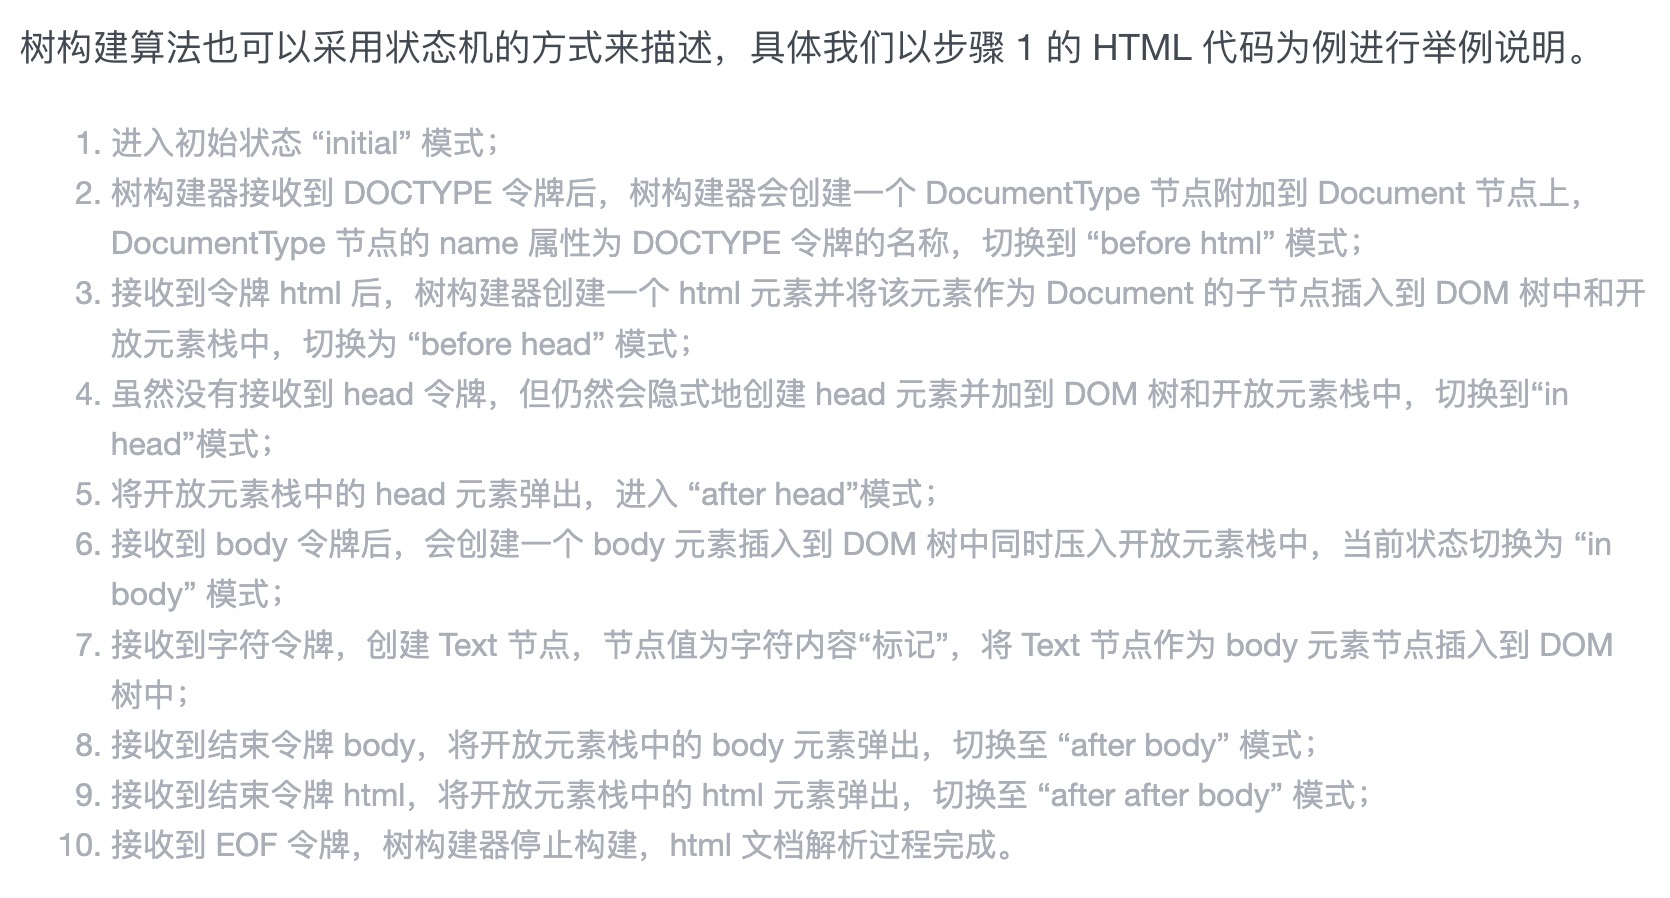 树构建算法也可以采用状态机的方式来描述，具体我们以步骤 1 的 HTML 代码为例进行举例说明。
1. 进入初始状态 “initial” 模式；
2. 树构建器接收到 DOCTYPE 令牌后，树构建器会创建一个 DocumentType 节点附加到 Document 节点上，
DocumentType 节点的 name 属性为 DOCTYPE 令牌的名称，切换到 “before html” 模式；
3. 接收到令牌 html 后，树构建器创建一个 html 元素并将该元素作为 Document 的子节点插入到 DOM 树中和开
放元素栈中，切换为 “before head” 模式；
4. 虽然没有接收到 head 令牌，但仍然会隐式地创建 head 元素并加到 DOM 树和开放元素栈中，切换到“in
head”模式；
5. 将开放元素栈中的 head 元素弹出，进入 “after head”模式；
6. 接收到 body 令牌后，会创建一个 body 元素插入到 DOM 树中同时压入开放元素栈中，当前状态切换为 “in
body” 模式；
7. 接收到字符令牌，创建 Text 节点，节点值为字符内容“标记”，将 Text 节点作为 body 元素节点插入到 DOM
树中；
8. 接收到结束令牌 body，将开放元素栈中的 body 元素弹出，切换至 “after body” 模式；
9. 接收到结束令牌 html，将开放元素栈中的 html 元素弹出，切换至 “after after body” 模式；
10. 接收到 EOF 令牌，树构建器停止构建，html 文档解析过程完成。